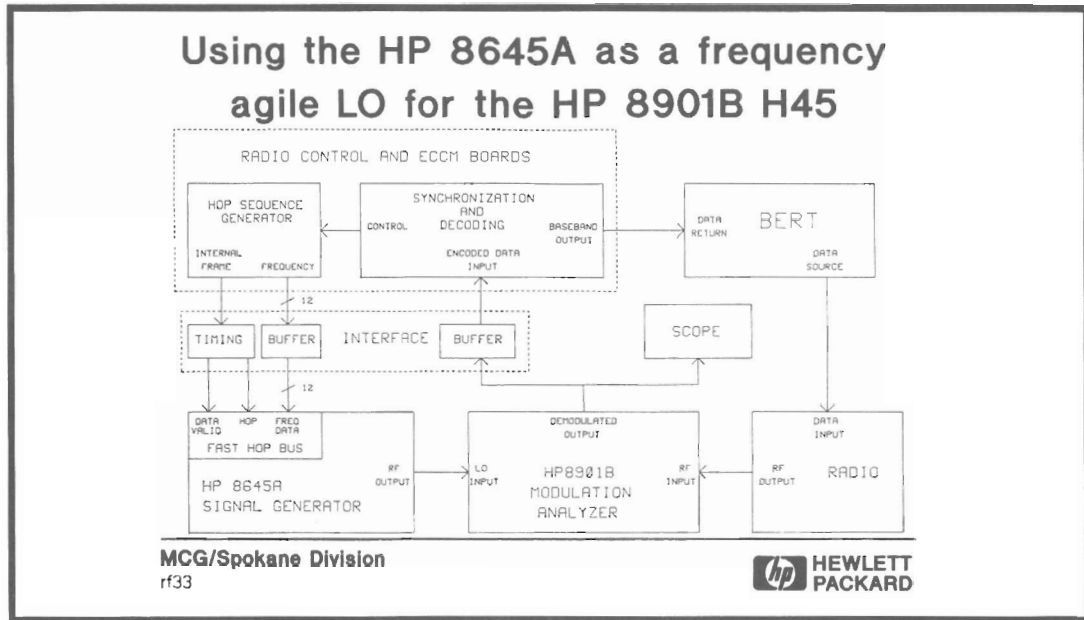 Using the HP 8645A as a frequency
agile LO for the HP 8901B H45
RADIO CONTROL AND ECCM BOARDS
HOP SEQUENCE
GENERATOR
INTERNAL
FRAME
FREQUENCY
SYNCHRONIZATION
AND
DECODING
CONTROL
BASEBAND
OUTPUT
ENCODED DATA
INPUT
DATA
RETURN
BERT
DATA
SOURCE
12
TIMING
BUFFER
INTERFACE
BUFFER
SCOPE
12
DATA
VALID
HOP
FREQ
DATA
FAST HOP BUS
HP 8645A
SIGNAL GENERATOR
RF
OUTPUT
DEMODULATED
OUTPUT
LO
INPUT
HP8901B
MODULATION
ANALYZER
RF
INPUT
DATA
INPUT
RF
OUTPUT
RADIO
MCG/Spokane Division
rf33
hp
HEWLETT
PACKARD